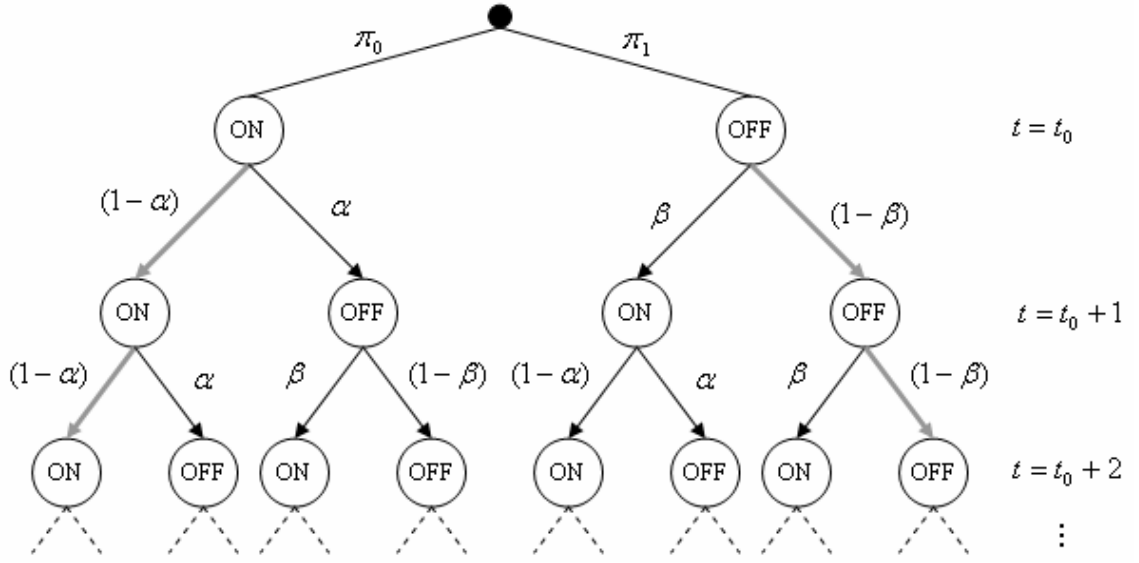 π₀ π₁
ON OFF t = t₀
(1 − α) α β (1 − β)
ON OFF ON OFF t = t₀ + 1
(1 − α) α β (1 − β) (1 − α) α β (1 − β)
ON OFF ON OFF ON OFF ON OFF t = t₀ + 2
⋮